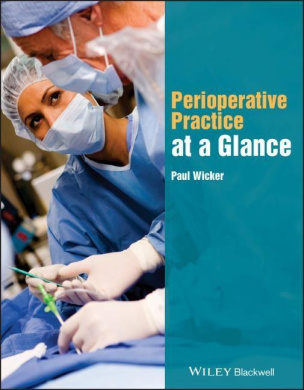 Perioperative
Practice
at a Glance
Paul Wicker
WILEY Blackwell